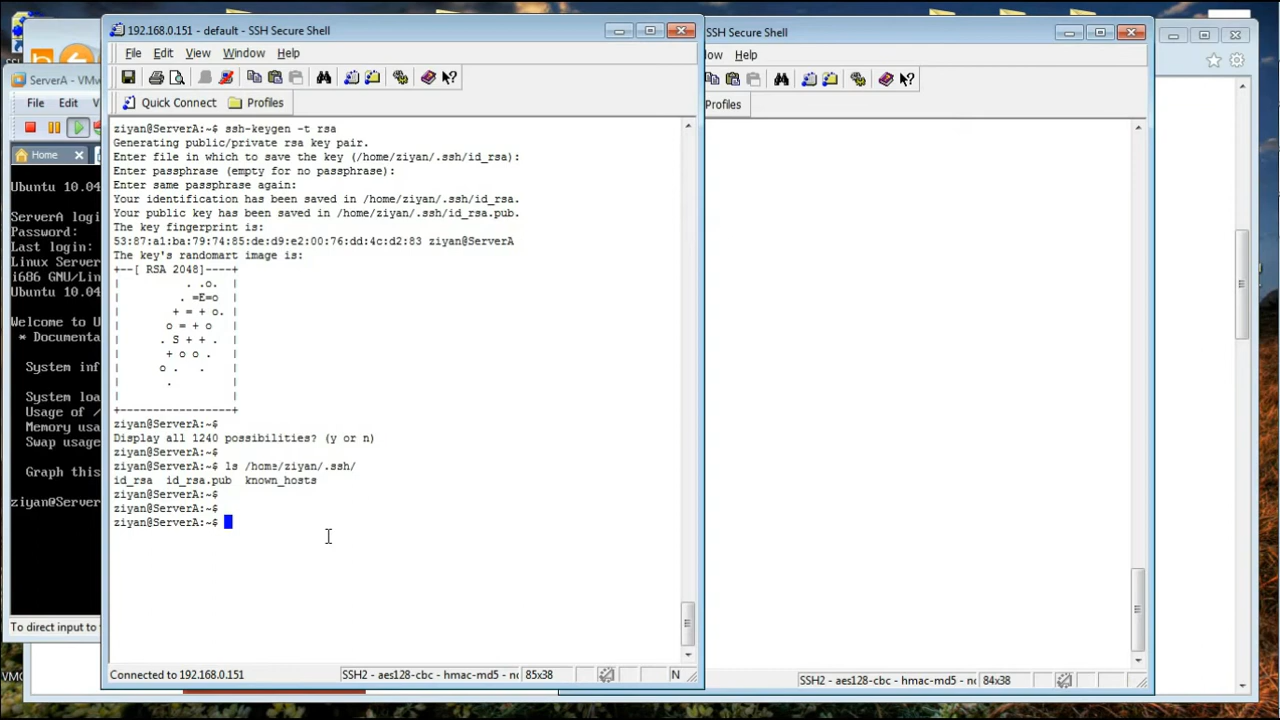 192.168.0.151 - default - SSH Secure Shell
File Edit View Window Help
Quick Connect Profiles
ziyan@ServerA:~$ ssh-keygen -t rsa
Generating public/private rsa key pair.
Enter file in which to save the key (/home/ziyan/.ssh/id_rsa):
Enter passphrase (empty for no passphrase):
Enter same passphrase again:
Your identification has been saved in /home/ziyan/.ssh/id_rsa.
Your public key has been saved in /home/ziyan/.ssh/id_rsa.pub.
The key fingerprint is:
53:87:a1:ba:79:74:85:de:d9:e2:00:76:dd:4c:d2:83 ziyan@ServerA
The key's randomart image is:
+--[ RSA 2048]----+
|          . .o.  |
|         . =E=o  |
|        + = + o. |
|       o = + o   |
|      . S + + .  |
|       + o o .   |
|      o .   .    |
|       .         |
|                 |
+-----------------+
ziyan@ServerA:~$
Display all 1240 possibilities? (y or n)
ziyan@ServerA:~$
ziyan@ServerA:~$ ls /home/ziyan/.ssh/
id_rsa id_rsa.pub known_hosts
ziyan@ServerA:~$
ziyan@ServerA:~$
ziyan@ServerA:~$
Connected to 192.168.0.151 SSH2 - aes128-cbc - hmac-md5 - nc 85x38 N
SSH Secure Shell
ow Help
Profiles
SSH2 - aes128-cbc - hmac-md5 - nc 84x38
ServerA - VMw
File Edit V
Home
Ubuntu 10.04
ServerA logi
Password:
Last login:
Linux Server
i686 GNU/Lin
Ubuntu 10.04
Welcome to U
* Documenta
System inf
System loa
Usage of /
Memory usa
Swap usage
Graph this
ziyan@Server
To direct input to